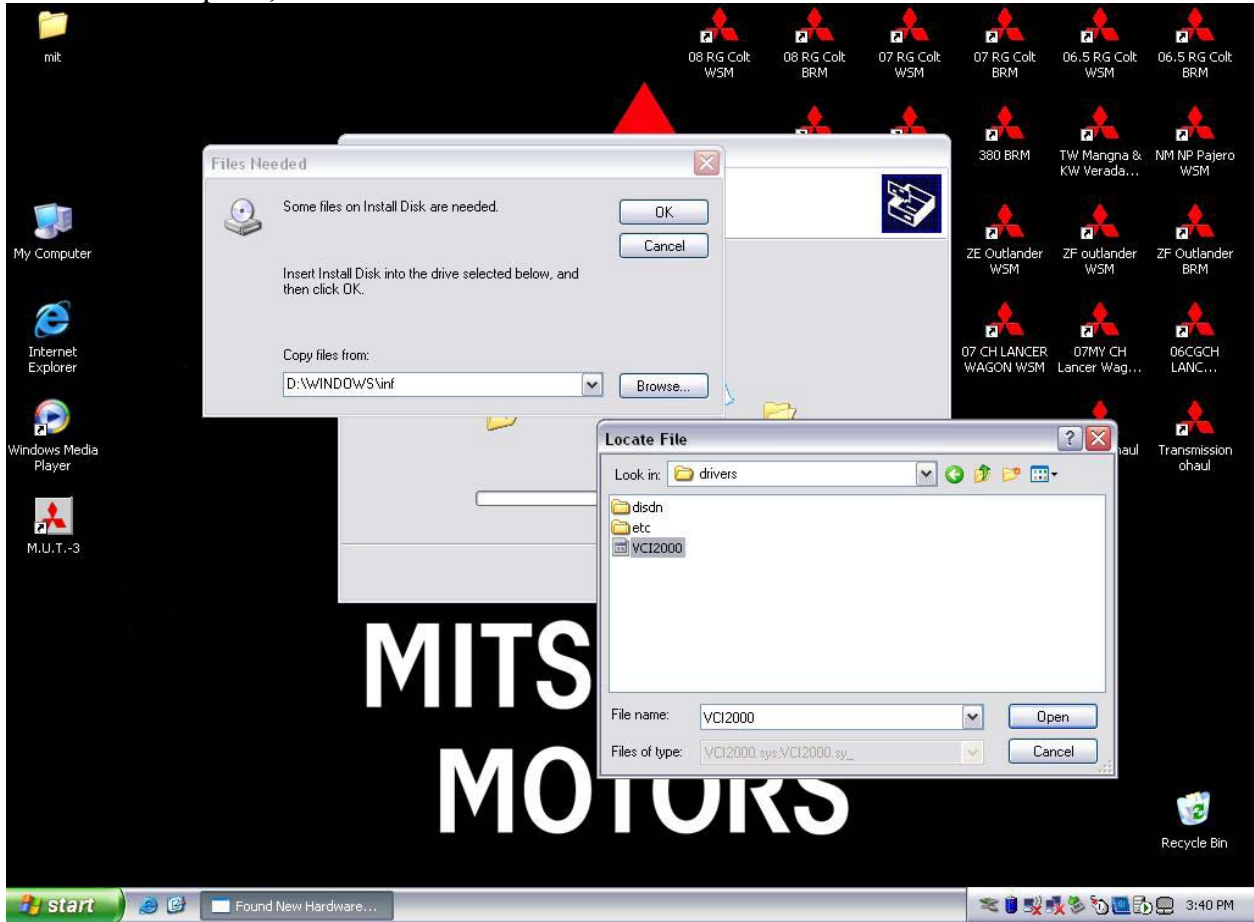 mit
08 RG Colt WSM
08 RG Colt BRM
07 RG Colt WSM
07 RG Colt BRM
06.5 RG Colt WSM
06.5 RG Colt BRM
380 BRM
TW Mangna & KW Verada...
NM NP Pajero WSM
Files Needed
Some files on Install Disk are needed.
OK
Cancel
Insert Install Disk into the drive selected below, and
then click OK.
Copy files from:
D:\WINDOWS\inf
Browse...
My Computer
Internet
Explorer
Windows Media
Player
M.U.T.-3
ZE Outlander WSM
ZF outlander WSM
ZF Outlander BRM
07 CH LANCER WAGON WSM
07MY CH Lancer Wag...
06CGCH LANC...
haul
Transmission ohaul
Locate File
Look in:
drivers
disdn
etc
VCI2000
File name:
VCI2000
Open
Files of type:
VCI2000.sys;VCI2000.sy_
Cancel
MITS
MOTORS
Recycle Bin
start
Found New Hardware...
3:40 PM